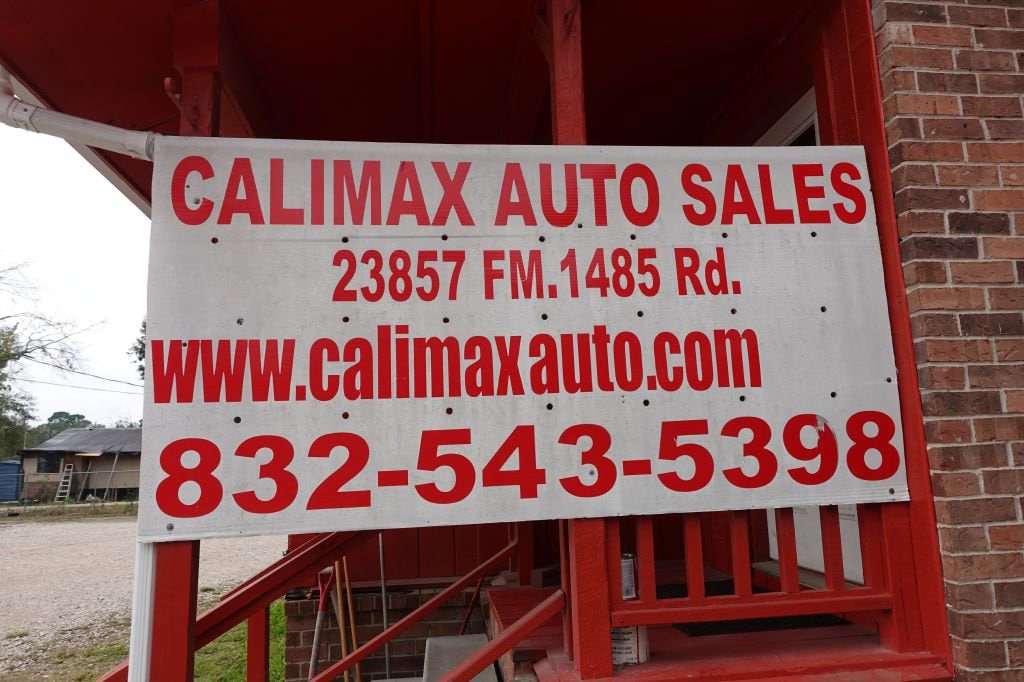 CALIMAX AUTO SALES
23857 FM.1485 Rd.
www.calimaxauto.com
832-543-5398